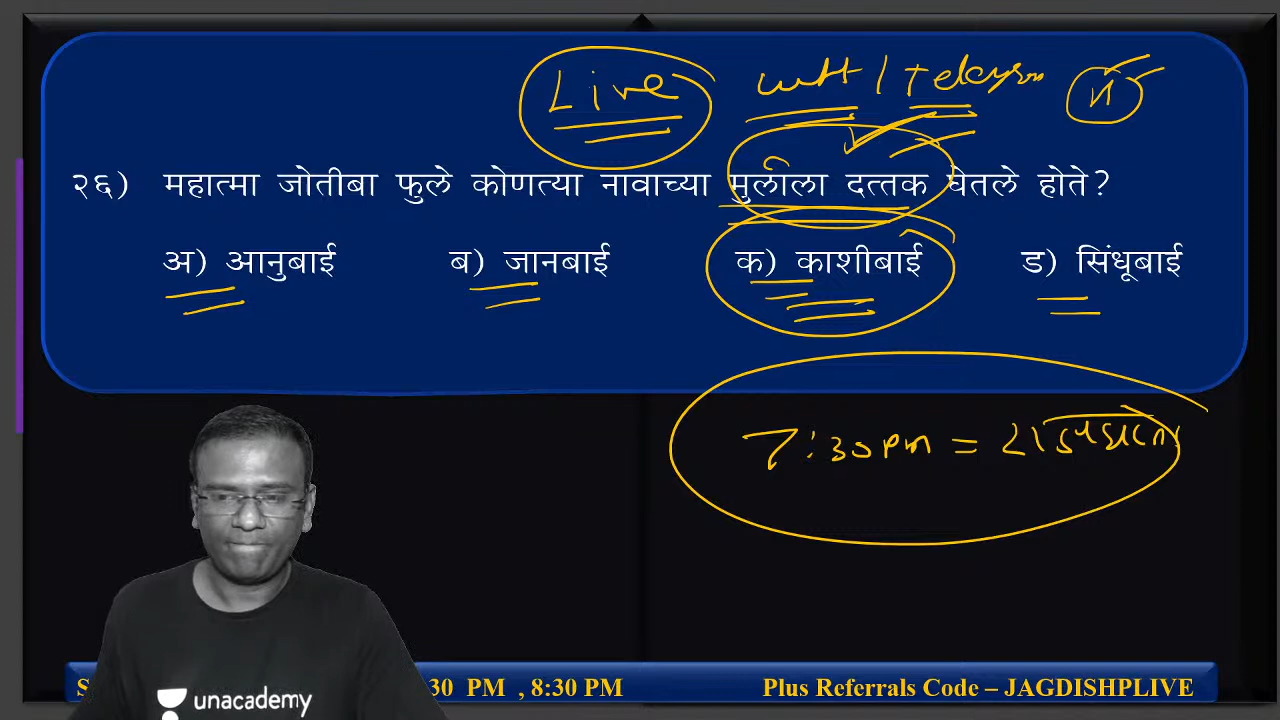 Live what / Telegram
२६) महात्मा जोतीबा फुले कोणत्या नावाच्या मुलीला दत्तक घेतले होते?
अ) आनुबाई ब) जानबाई क) काशीबाई ड) सिंधूबाई
7:30 PM =
unacademy
30 PM , 8:30 PM Plus Referrals Code – JAGDISHPLIVE